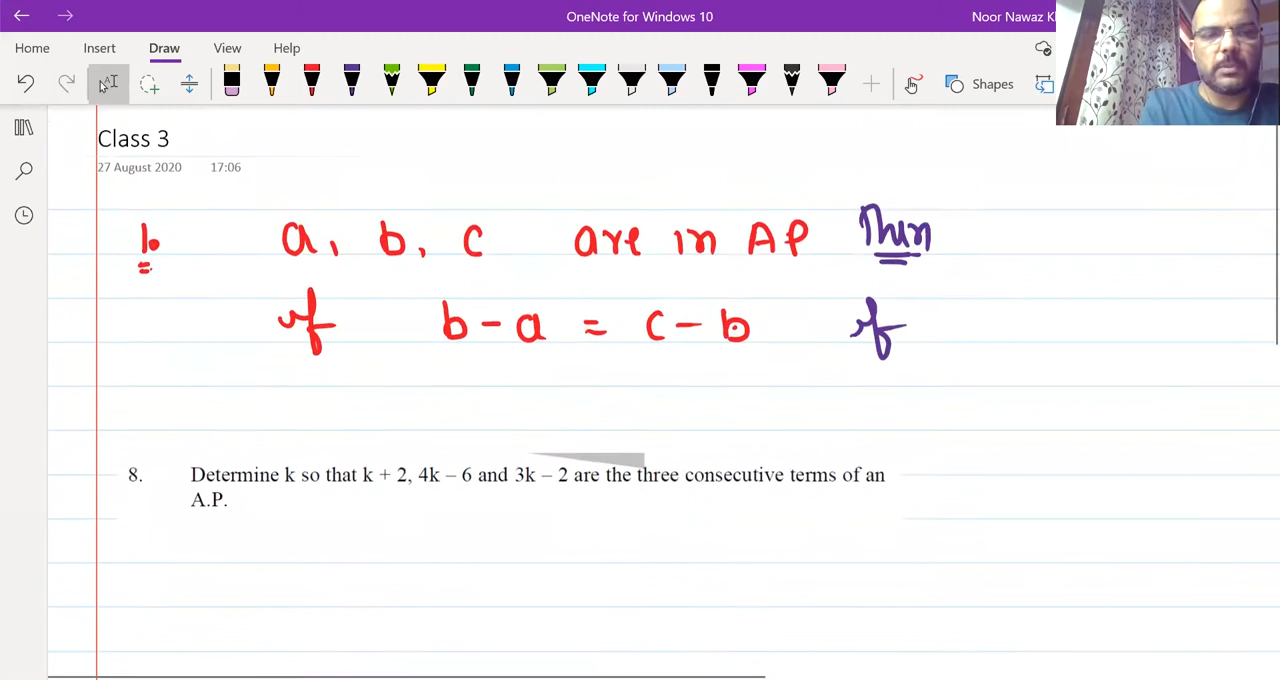 OneNote for Windows 10
Noor Nawaz Kh
Home Insert Draw View Help
Shapes
Class 3
27 August 2020 17:06
1. a, b, c are in AP Then
if b - a = c - b if
8. Determine k so that k + 2, 4k – 6 and 3k – 2 are the three consecutive terms of an
A.P.